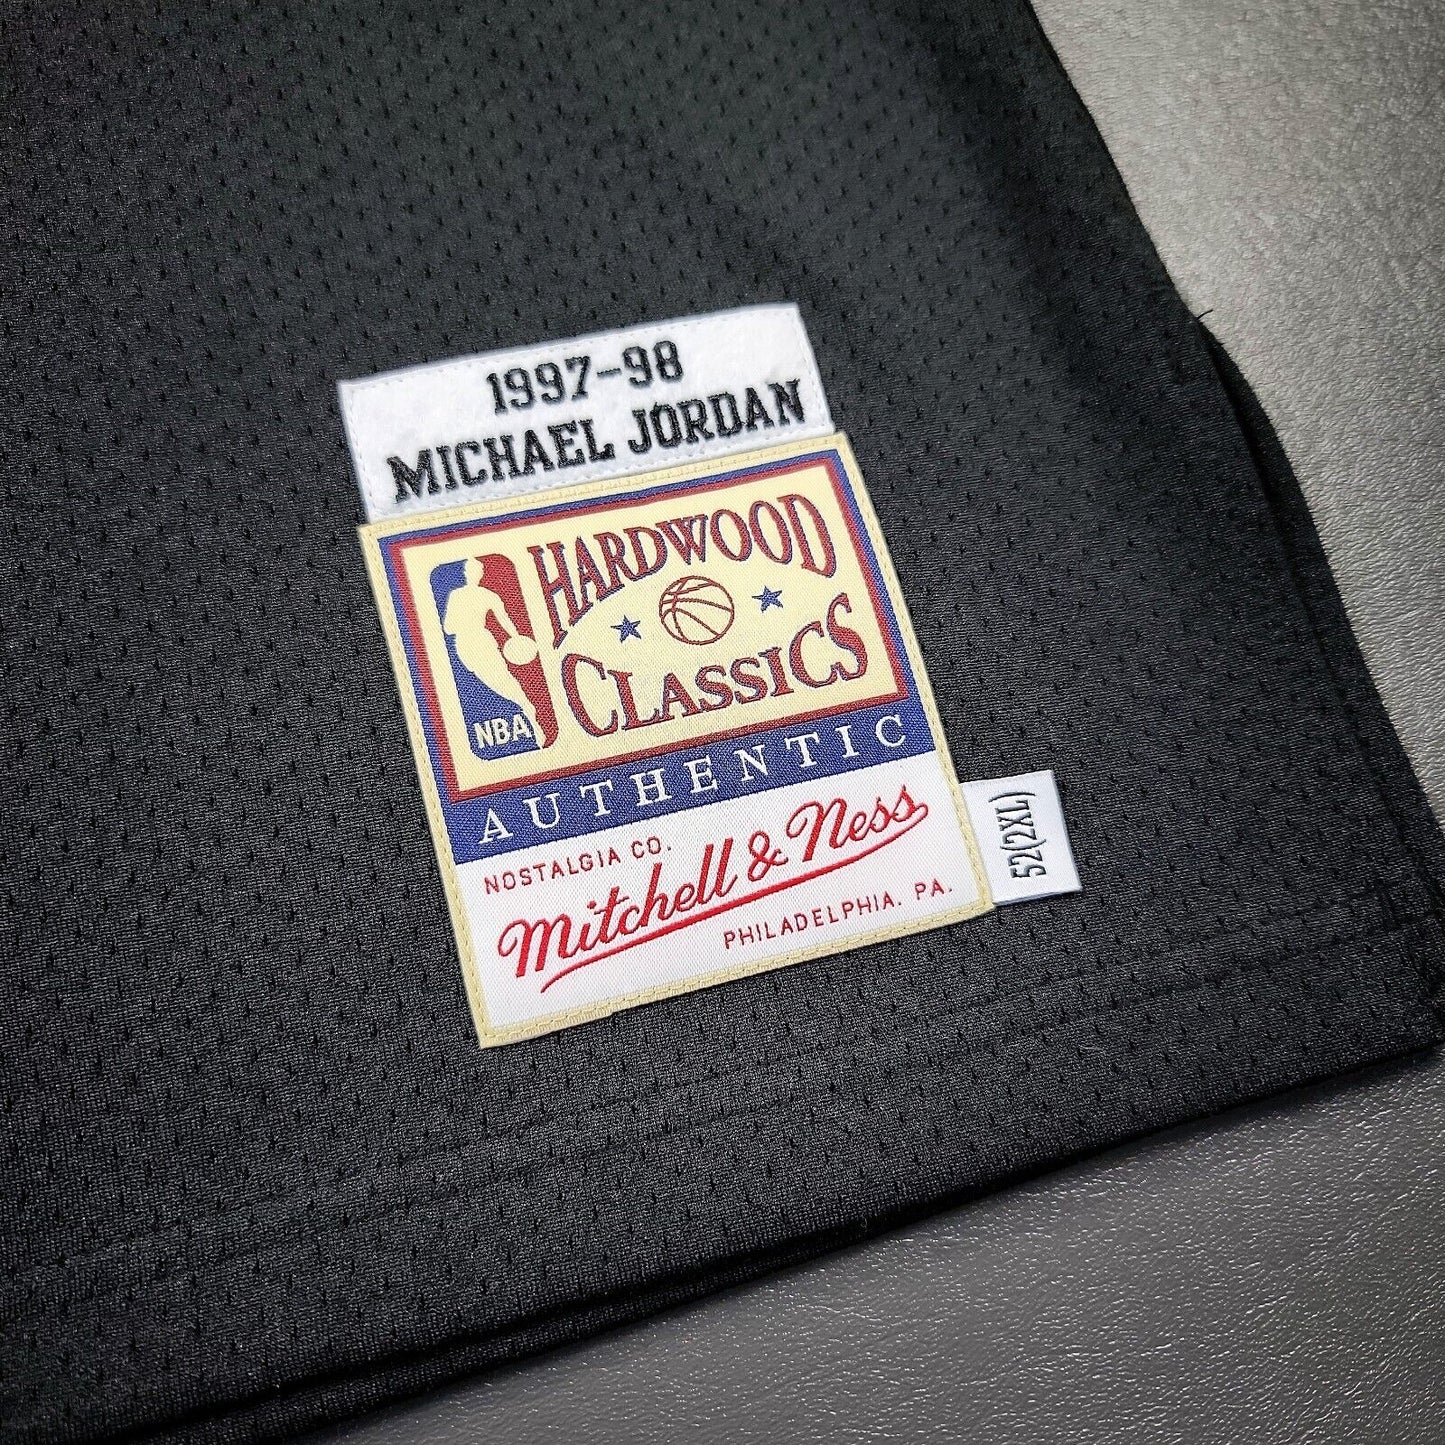 1997-98
MICHAEL JORDAN
HARDWOOD
CLASSICS
NBA
AUTHENTIC
NOSTALGIA CO.
Mitchell & Ness
PHILADELPHIA, PA.
52(2XL)